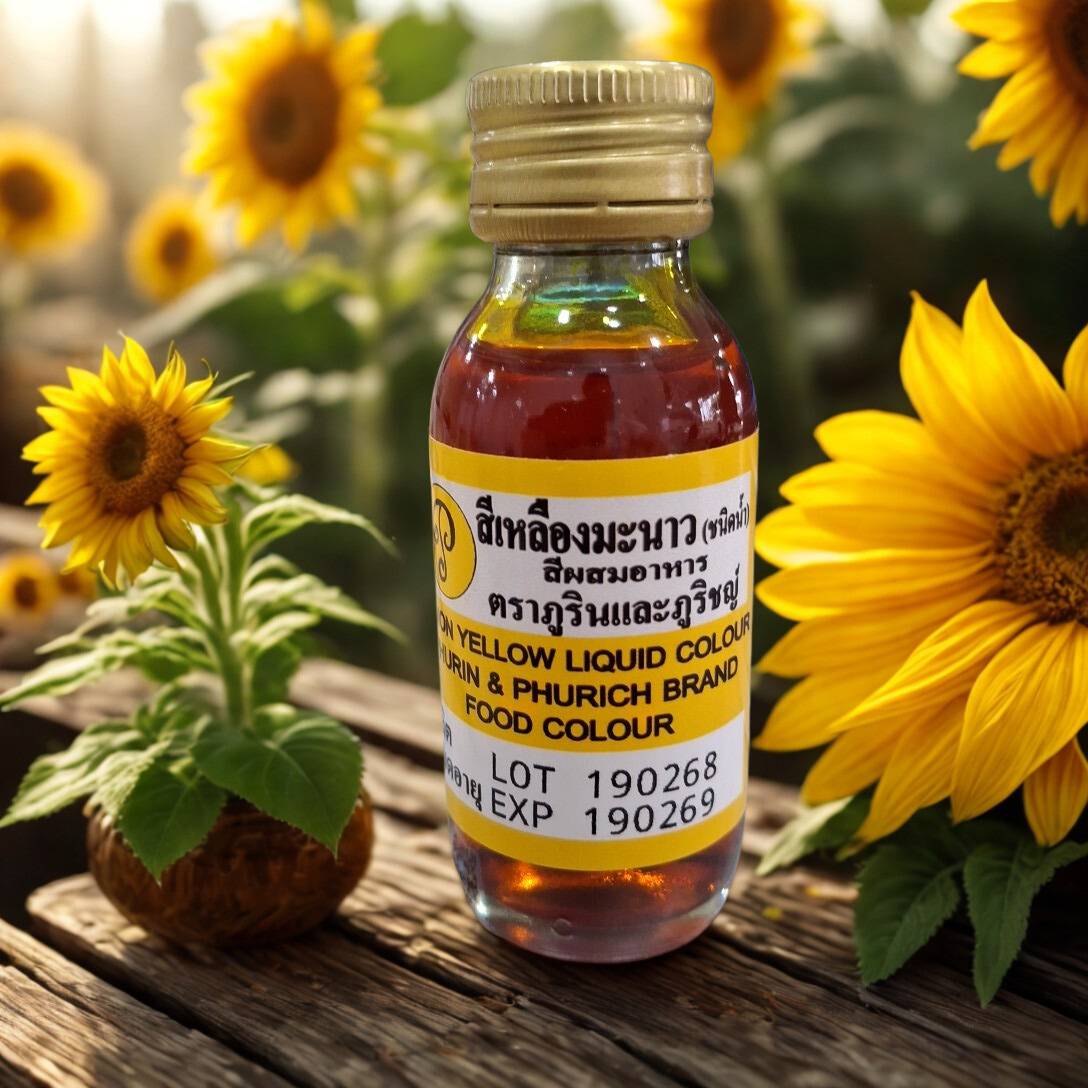 P
สีเหลืองมะนาว (ชนิดน้ำ)
สีผสมอาหาร
ตราภูรินและภูริชญ์
YELLOW LIQUID COLOUR
& PHURICH BRAND
FOOD COLOUR
LOT 190268
EXP 190269